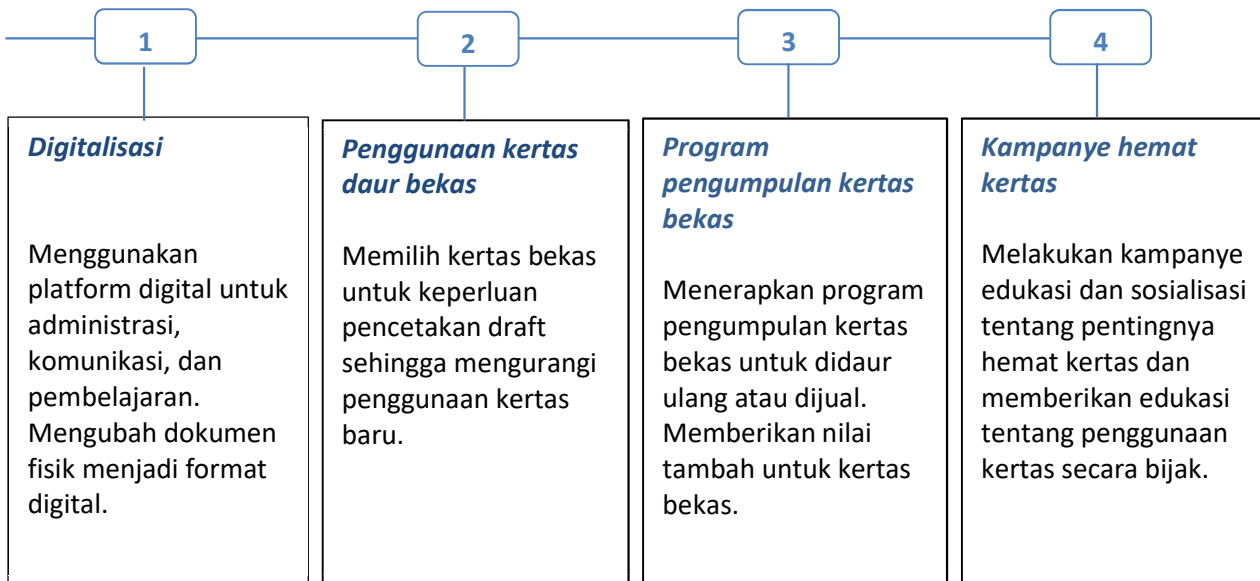 1
2
3
4
Digitalisasi
Menggunakan
platform digital untuk
administrasi,
komunikasi, dan
pembelajaran.
Mengubah dokumen
fisik menjadi format
digital.
Penggunaan kertas
daur bekas
Memilih kertas bekas
untuk keperluan
pencetakan draft
sehingga mengurangi
penggunaan kertas
baru.
Program
pengumpulan kertas
bekas
Menerapkan program
pengumpulan kertas
bekas untuk didaur
ulang atau dijual.
Memberikan nilai
tambah untuk kertas
bekas.
Kampanye hemat
kertas
Melakukan kampanye
edukasi dan sosialisasi
tentang pentingnya
hemat kertas dan
memberikan edukasi
tentang penggunaan
kertas secara bijak.